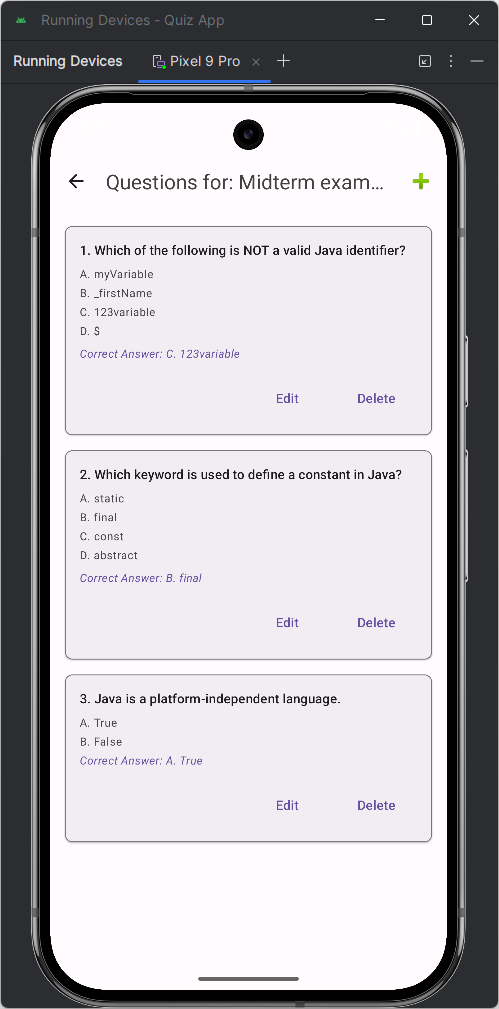 Running Devices - Quiz App
Running Devices
Pixel 9 Pro
Questions for: Midterm exam...
1. Which of the following is NOT a valid Java identifier?
A. myVariable
B. _firstName
C. 123variable
D. $
Correct Answer: C. 123variable
Edit Delete
2. Which keyword is used to define a constant in Java?
A. static
B. final
C. const
D. abstract
Correct Answer: B. final
Edit Delete
3. Java is a platform-independent language.
A. True
B. False
Correct Answer: A. True
Edit Delete